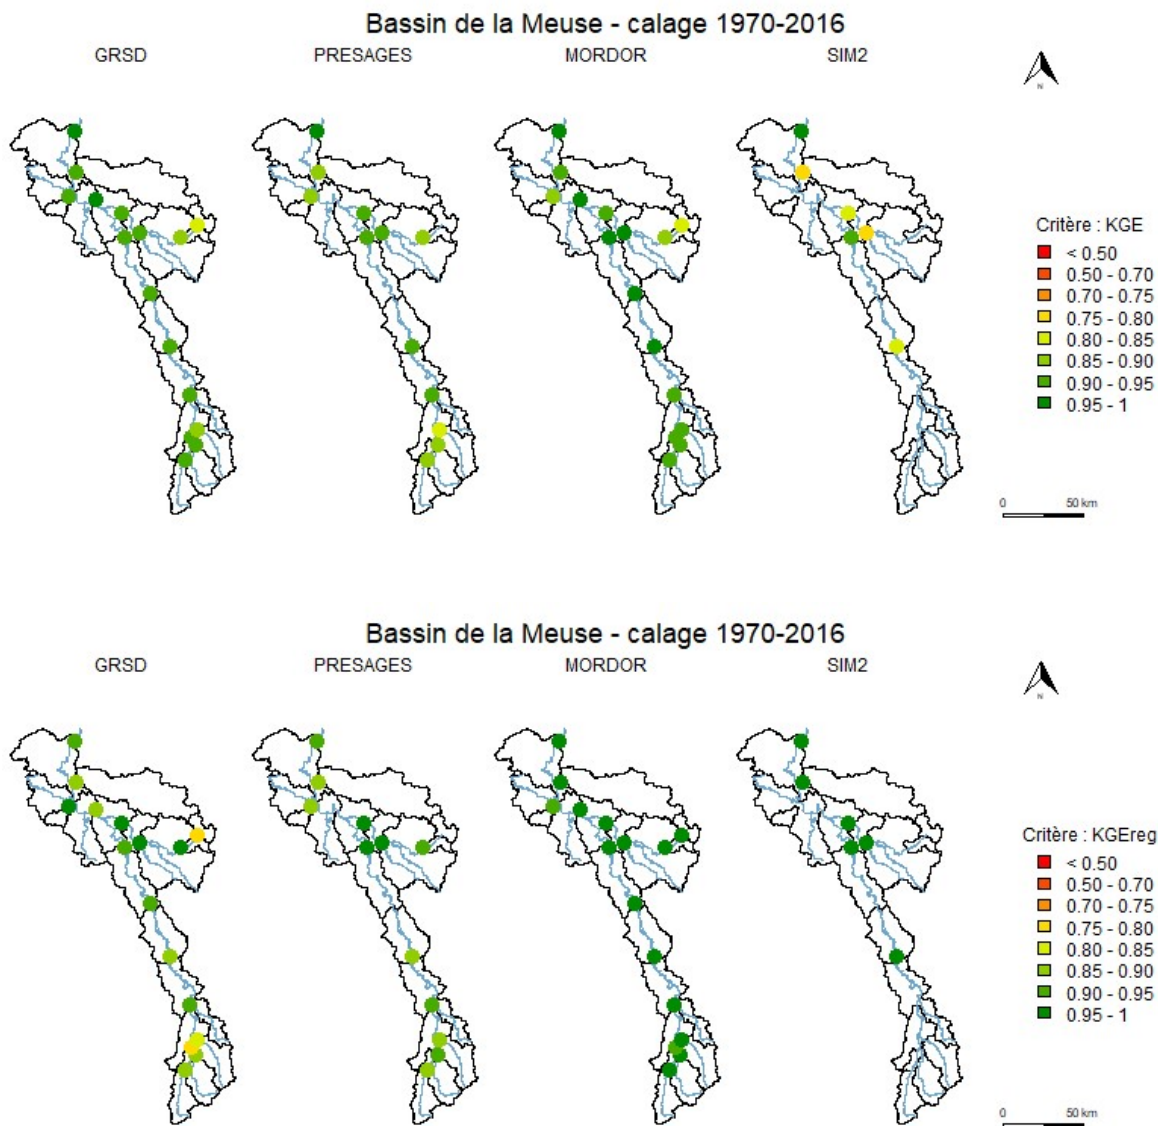 Bassin de la Meuse - calage 1970-2016
GRSD PRESAGES MORDOR SIM2
N
Critère : KGE
< 0.50
0.50 - 0.70
0.70 - 0.75
0.75 - 0.80
0.80 - 0.85
0.85 - 0.90
0.90 - 0.95
0.95 - 1
0 50 km
Bassin de la Meuse - calage 1970-2016
GRSD PRESAGES MORDOR SIM2
N
Critère : KGEreg
< 0.50
0.50 - 0.70
0.70 - 0.75
0.75 - 0.80
0.80 - 0.85
0.85 - 0.90
0.90 - 0.95
0.95 - 1
0 50 km